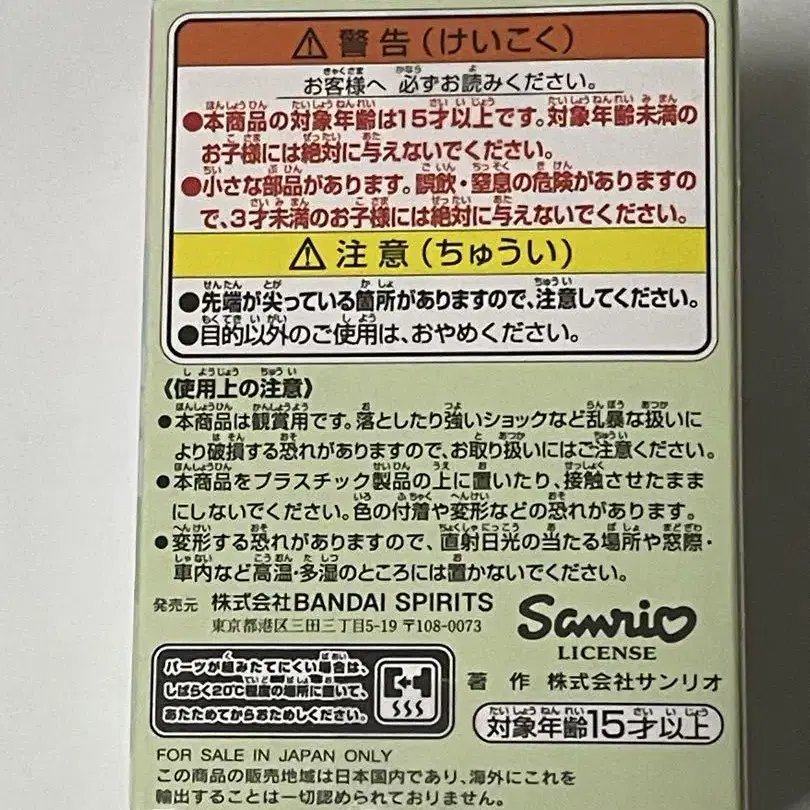 ⚠警告(けいこく)
お客様へ 必ずお読みください。
●本商品の対象年齢は15才以上です。対象年齢未満の
お子様には絶対に与えないでください。
●小さな部品があります。誤飲・窒息の危険がありますの
で、3才未満のお子様には絶対に与えないでください。
⚠注意(ちゅうい)
●先端が尖っている箇所がありますので、注意してください。
●目的以外のご使用は、おやめください。
《使用上の注意》
●本商品は観賞用です。落としたり強いショックなど乱暴な扱いに
より破損する恐れがありますので、お取り扱いにはご注意ください。
●本商品をプラスチック製品の上に置いたり、接触させたまま
にしないでください。色の付着や変形などの恐れがあります。
●変形する恐れがありますので、直射日光の当たる場所や窓際・
車内など高温・多湿のところには置かないでください。
発売元 株式会社BANDAI SPIRITS
東京都港区三田三丁目5-19 〒108-0073
Sanrio
LICENSE
著作 株式会社サンリオ
パーツが組みたてにくい場合は、
しばらく20℃程度の場所に置いて、
あたためてからおためしください。
対象年齢15才以上
FOR SALE IN JAPAN ONLY
この商品の販売地域は日本国内であり、海外にこれを
輸出することは一切認められておりません。